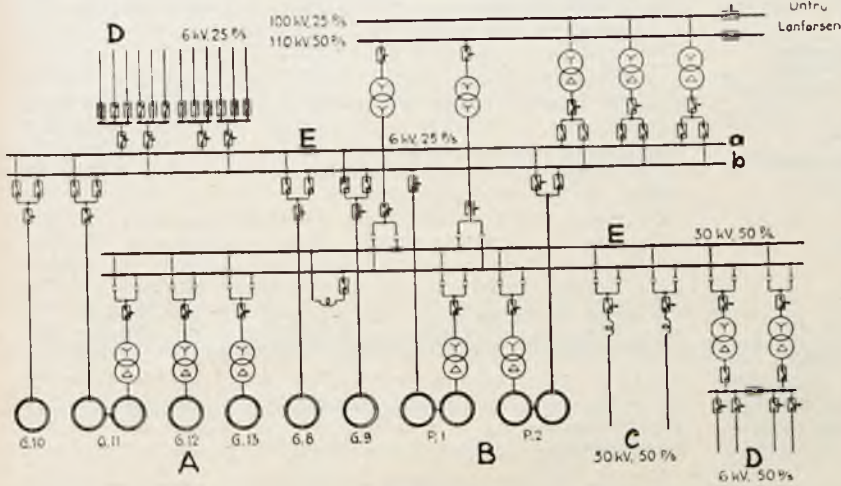 D
6 kV, 25 P/s
100 kV, 25 P/s
110 kV, 50 P/s
Untra
Lanforsen
E
6 kV, 25 P/s
a
b
E
30 kV, 50 P/s
G.10
G.11
G.12
G.13
G.8
G.9
P.1
P.2
A
B
C
30 kV, 50 P/s
D
6 kV, 50 P/s